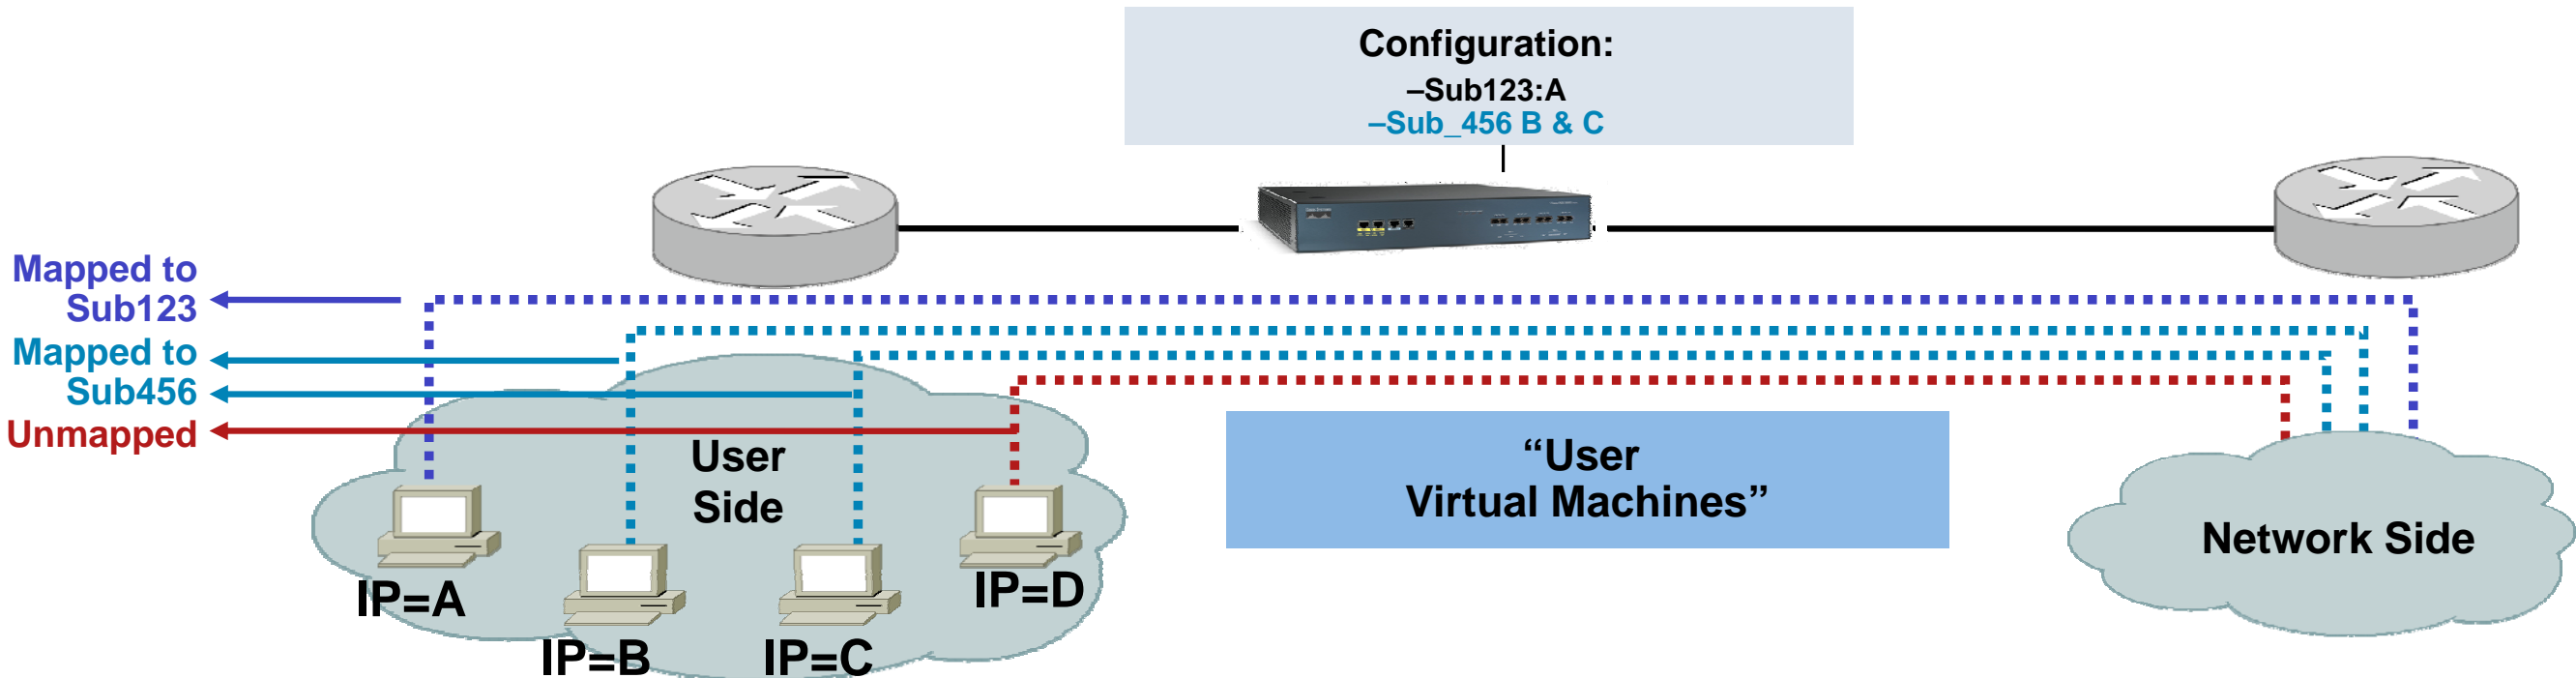 Configuration:
–Sub123:A
–Sub_456 B & C
Mapped to
Sub123
Mapped to
Sub456
Unmapped
User
Side
“User
Virtual Machines”
Network Side
IP=A
IP=B
IP=C
IP=D